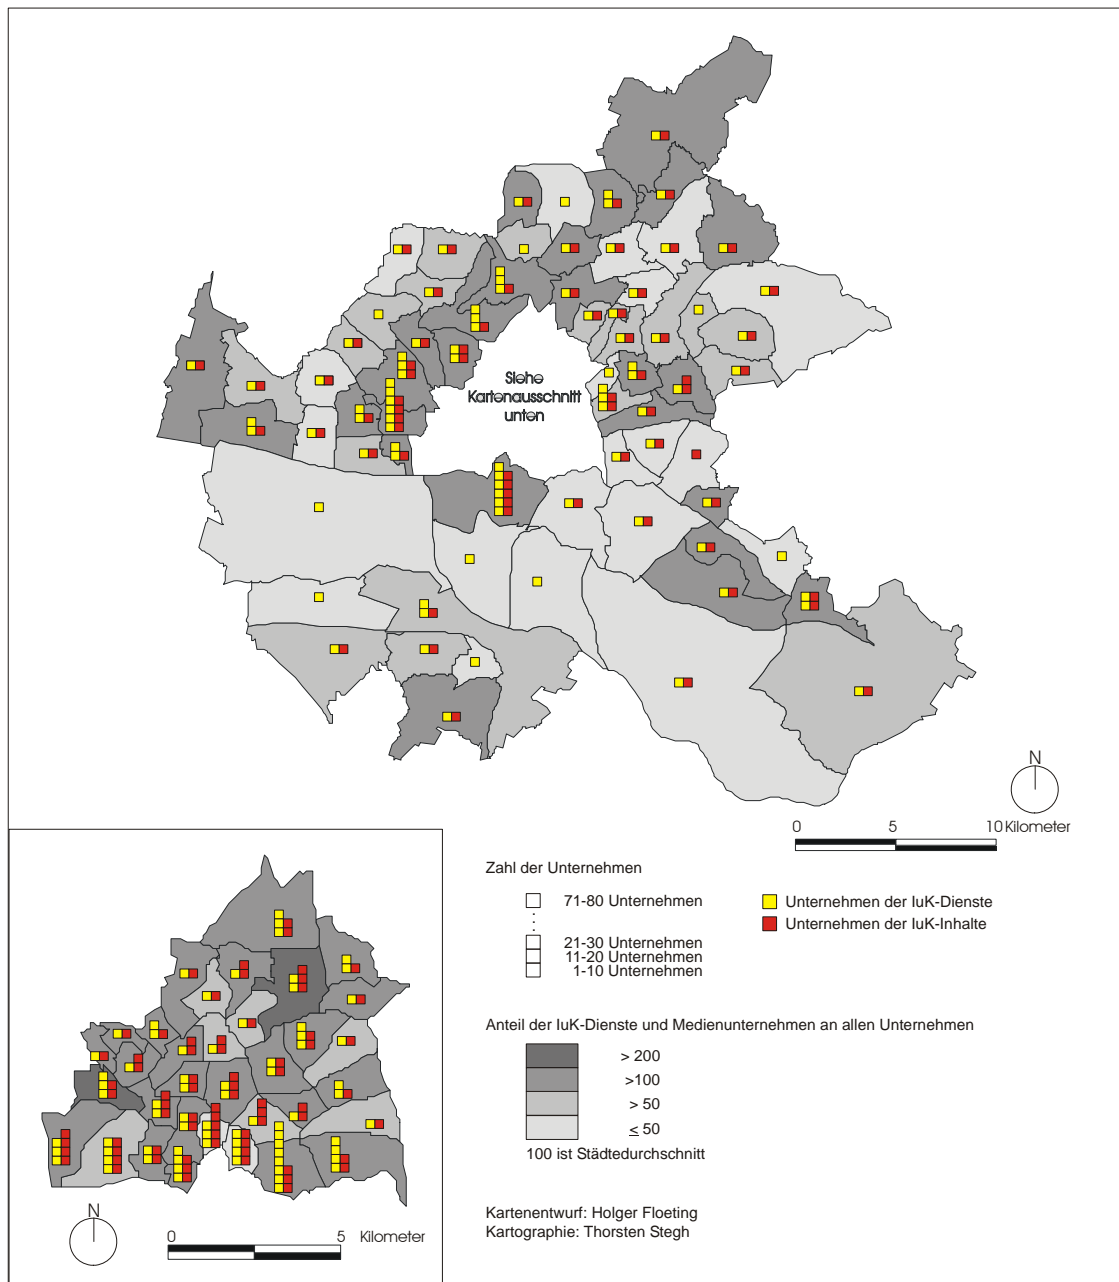 Siehe
Kartenausschnitt
unten
N
0 5 10 Kilometer
Zahl der Unternehmen
71-80 Unternehmen
21-30 Unternehmen
11-20 Unternehmen
1-10 Unternehmen
Unternehmen der IuK-Dienste
Unternehmen der IuK-Inhalte
Anteil der IuK-Dienste und Medienunternehmen an allen Unternehmen
> 200
>100
> 50
≤ 50
100 ist Städtedurchschnitt
Kartenentwurf: Holger Floeting
Kartographie: Thorsten Stegh
N
0 5 Kilometer